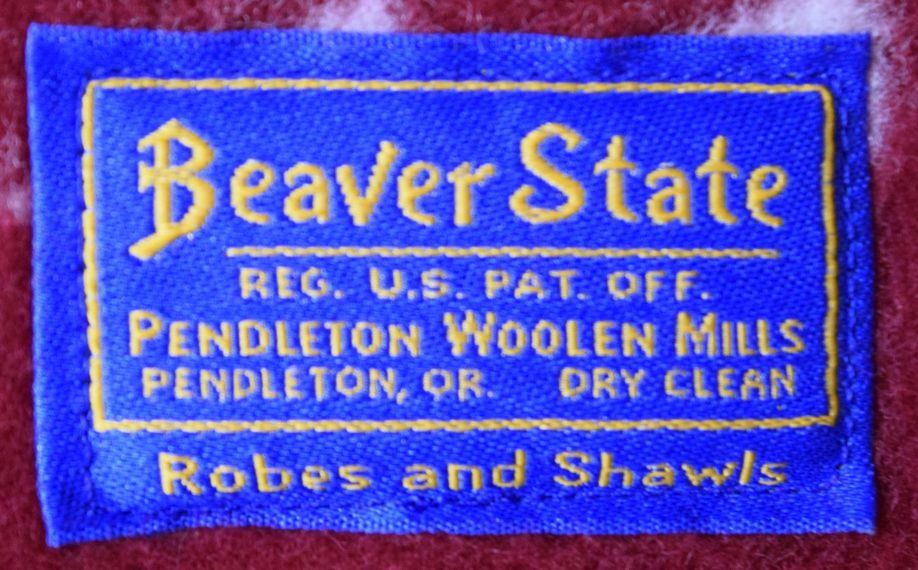 Beaver State
REG. U.S. PAT. OFF.
PENDLETON WOOLEN MILLS
PENDLETON, OR. DRY CLEAN
Robes and Shawls